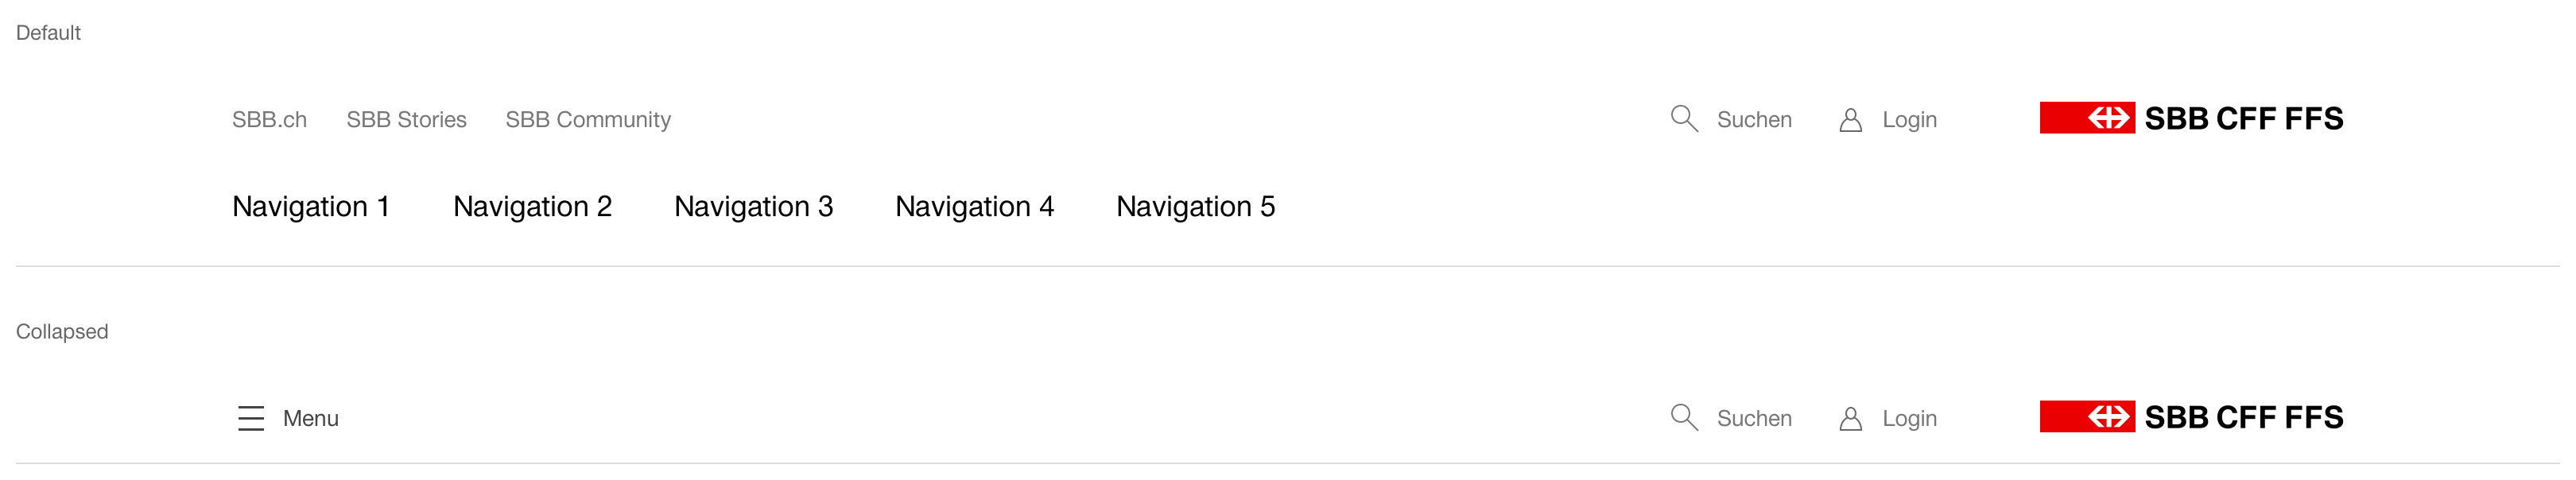 Default
SBB.ch SBB Stories SBB Community Suchen Login SBB CFF FFS
Navigation 1 Navigation 2 Navigation 3 Navigation 4 Navigation 5
Collapsed
Menu Suchen Login SBB CFF FFS